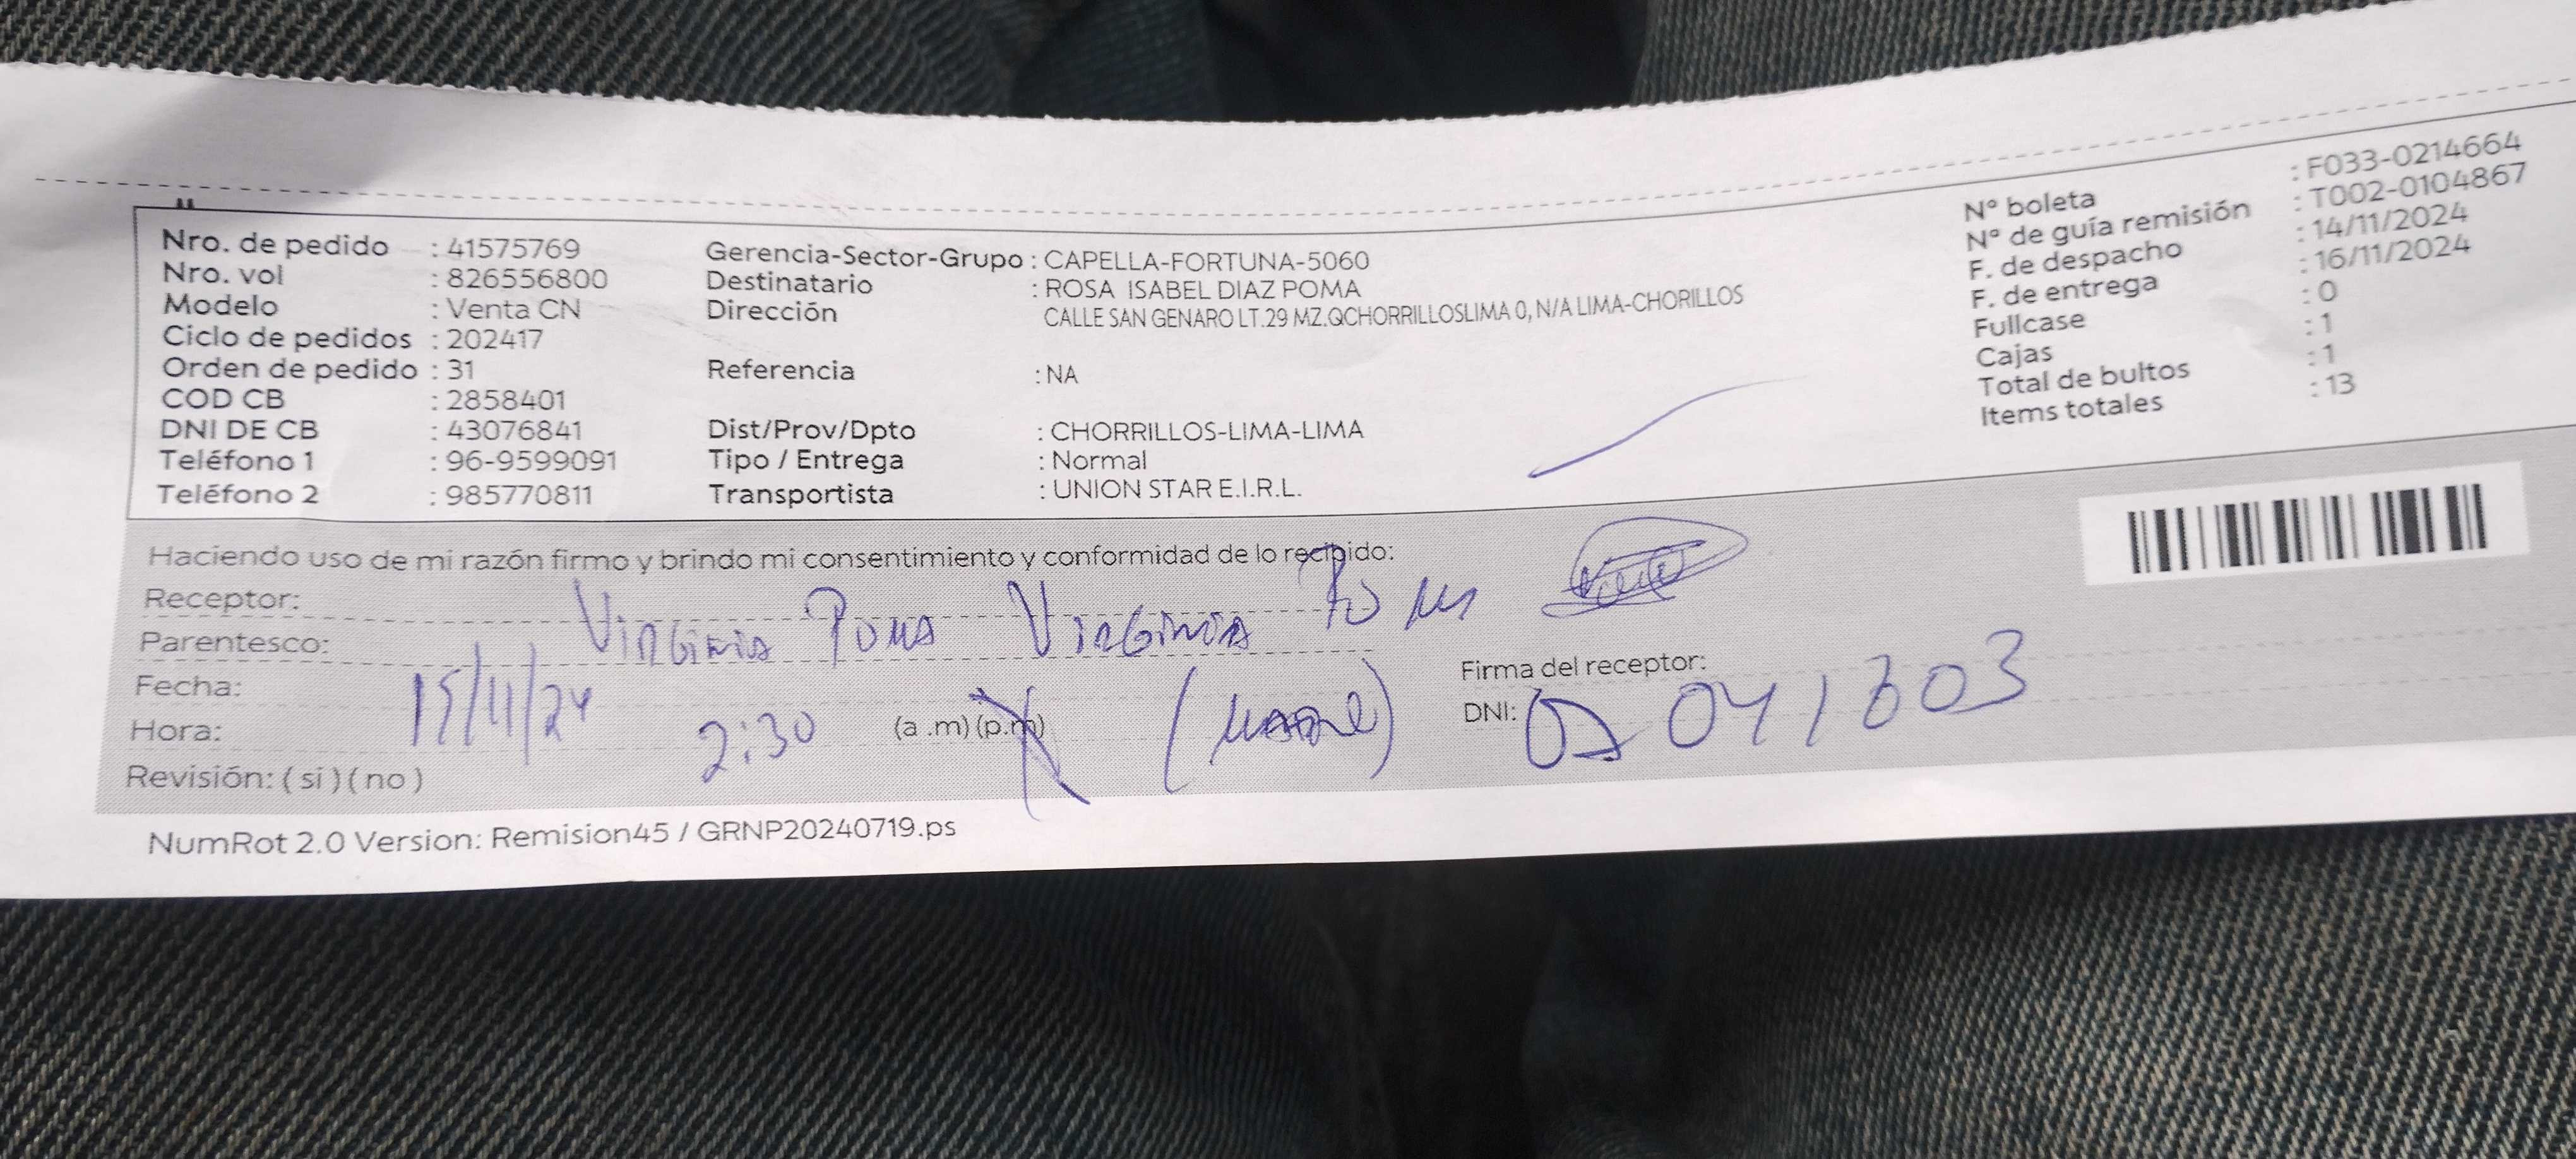 Nro. de pedido : 41575769 Gerencia-Sector-Grupo : CAPELLA-FORTUNA-5060 Nº boleta : F033-0214664
Nro. vol : 826556800 Destinatario : ROSA ISABEL DIAZ POMA Nº de guía remisión : T002-0104867
Modelo : Venta CN Dirección CALLE SAN GENARO LT.29 MZ.QCHORRILLOSLIMA 0, N/A LIMA-CHORILLOS F. de despacho : 14/11/2024
Ciclo de pedidos : 202417 F. de entrega : 16/11/2024
Orden de pedido : 31 Referencia : NA Fullcase : 0
COD CB : 2858401 Cajas : 1
DNI DE CB : 43076841 Dist/Prov/Dpto : CHORRILLOS-LIMA-LIMA Total de bultos : 1
Teléfono 1 : 96-9599091 Tipo / Entrega : Normal Items totales : 13
Teléfono 2 : 985770811 Transportista : UNION STAR E.I.R.L.
Haciendo uso de mi razón firmo y brindo mi consentimiento y conformidad de lo recibido:
Receptor: Virginia Poma Virginia Poma
Parentesco:
Fecha: 15/11/24 Firma del receptor:
Hora: 2:30 (a .m) (p.m) (madre) DNI:
Revisión: ( si ) ( no )
NumRot 2.0 Version: Remision45 / GRNP20240719.ps